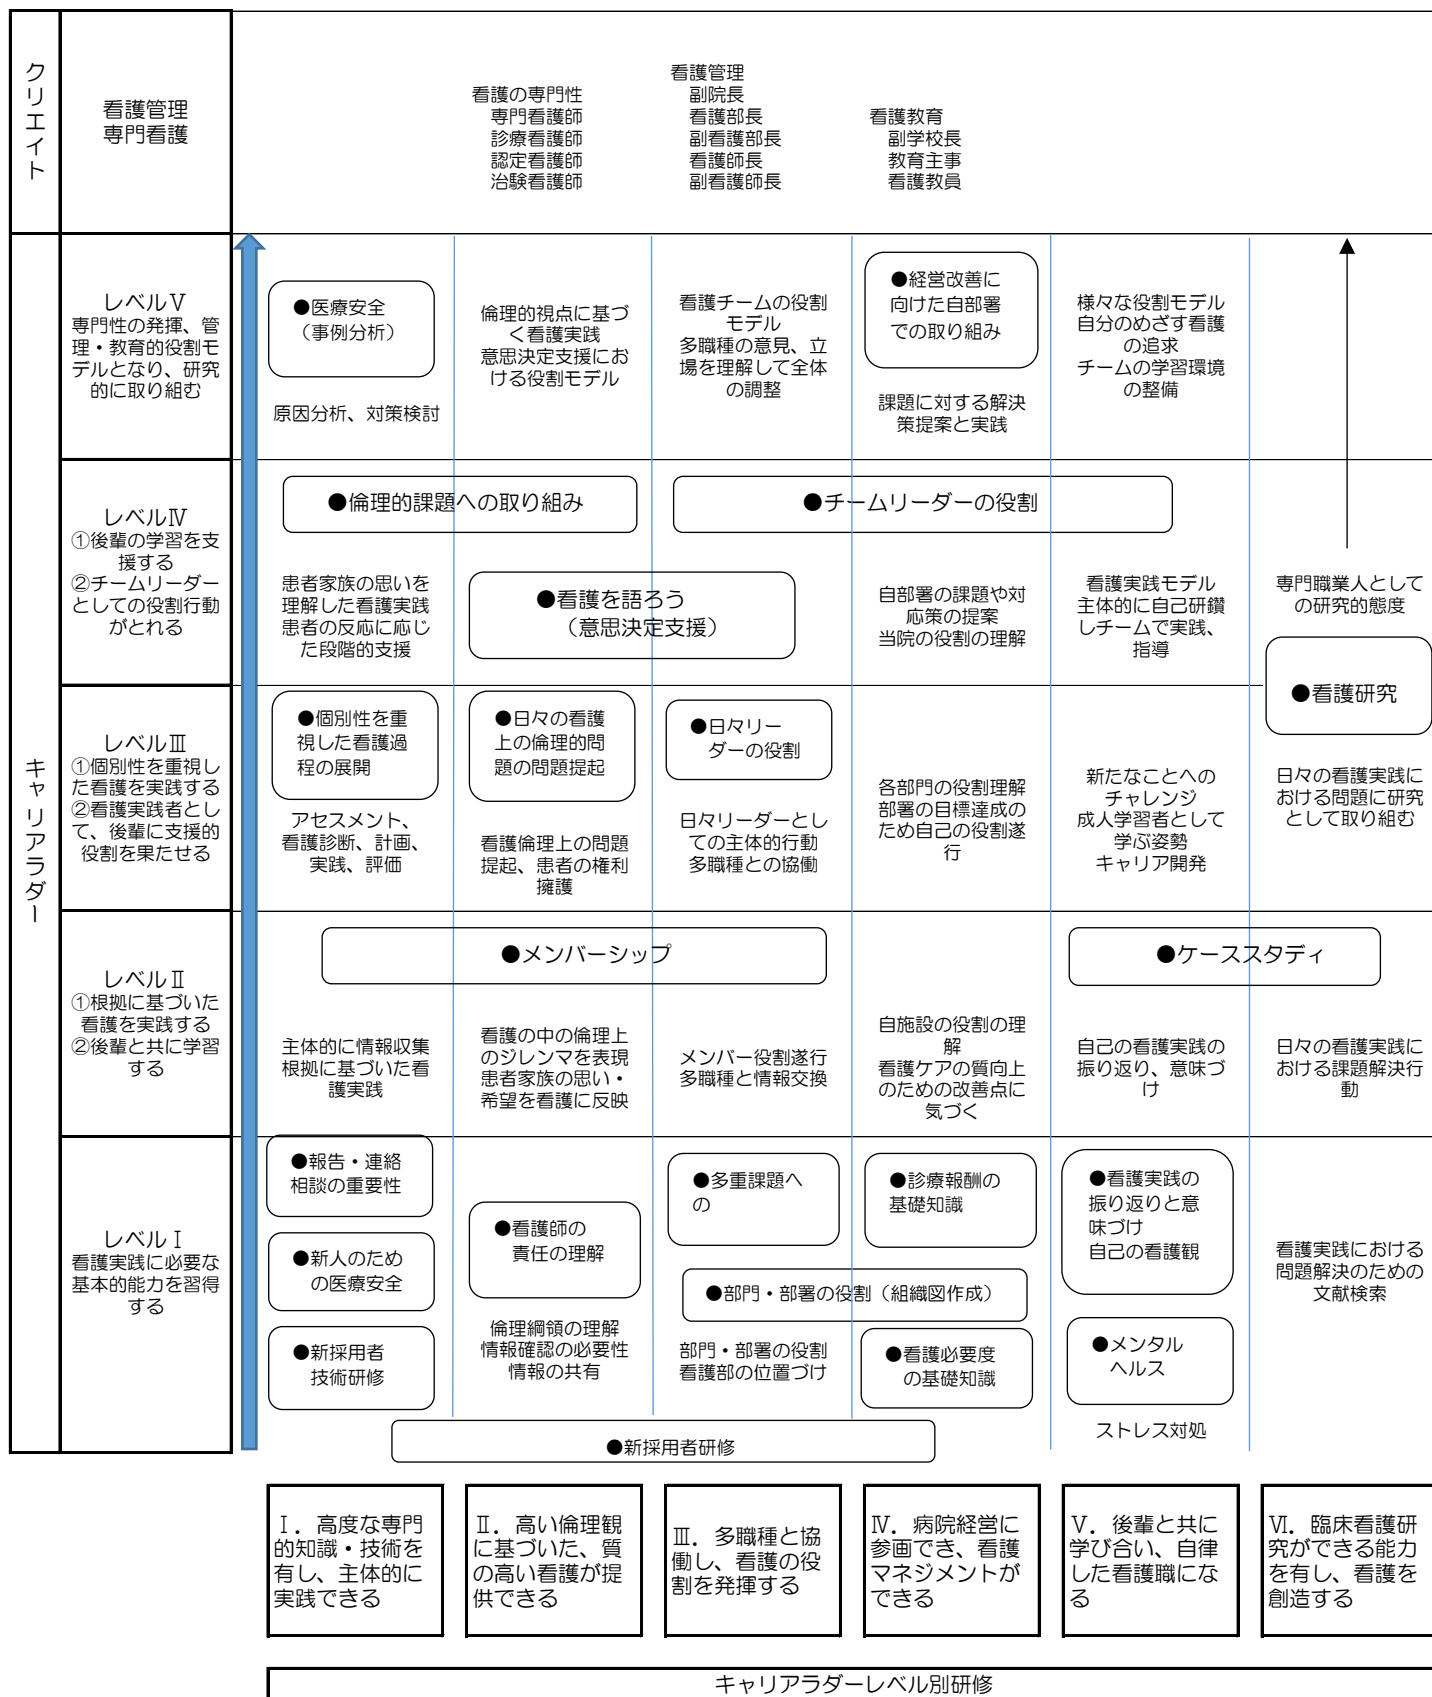 クリエイト
看護管理
専門看護
看護の専門性
専門看護師
診療看護師
認定看護師
治験看護師
看護管理
副院長
看護部長
副看護部長
看護師長
副看護師長
看護教育
副学校長
教育主事
看護教員
キャリアラダー
レベルⅤ
専門性の発揮、管
理・教育的役割モ
デルとなり、研究
的に取り組む
●医療安全
（事例分析）
原因分析、対策検討
倫理的視点に基づ
く看護実践
意思決定支援にお
ける役割モデル
看護チームの役割
モデル
多職種の意見、立
場を理解して全体
の調整
●経営改善に
向けた自部署
での取り組み
課題に対する解決
策提案と実践
様々な役割モデル
自分のめざす看護
の追求
チームの学習環境
の整備
レベルⅣ
①後輩の学習を支
援する
②チームリーダー
としての役割行動
がとれる
●倫理的課題への取り組み
●チームリーダーの役割
患者家族の思いを
理解した看護実践
患者の反応に応じ
た段階的支援
●看護を語ろう
（意思決定支援）
自部署の課題や対
応策の提案
当院の役割の理解
看護実践モデル
主体的に自己研鑽
しチームで実践、
指導
専門職業人として
の研究的態度
●看護研究
レベルⅢ
①個別性を重視し
た看護を実践する
②看護実践者とし
て、後輩に支援的
役割を果たせる
●個別性を重
視した看護過
程の展開
アセスメント、
看護診断、計画、
実践、評価
●日々の看護
上の倫理的問
題の問題提起
看護倫理上の問題
提起、患者の権利
擁護
●日々リー
ダーの役割
日々リーダーとし
ての主体的行動
多職種との協働
各部門の役割理解
部署の目標達成の
ため自己の役割遂
行
新たなことへの
チャレンジ
成人学習者として
学ぶ姿勢
キャリア開発
日々の看護実践に
おける問題に研究
として取り組む
レベルⅡ
①根拠に基づいた
看護を実践する
②後輩と共に学習
する
●メンバーシップ
●ケーススタディ
主体的に情報収集
根拠に基づいた看
護実践
看護の中の倫理上
のジレンマを表現
患者家族の思い・
希望を看護に反映
メンバー役割遂行
多職種と情報交換
自施設の役割の理
解
看護ケアの質向上
のための改善点に
気づく
自己の看護実践の
振り返り、意味づ
け
日々の看護実践に
おける課題解決行
動
レベルⅠ
看護実践に必要な
基本的能力を習得
する
●報告・連絡
相談の重要性
●新人のため
の医療安全
●新採用者
技術研修
●看護師の
責任の理解
倫理綱領の理解
情報確認の必要性
情報の共有
●多重課題へ
の
●診療報酬の
基礎知識
●部門・部署の役割（組織図作成）
部門・部署の役割
看護部の位置づけ
●看護必要度
の基礎知識
●看護実践の
振り返りと意
味づけ
自己の看護観
●メンタル
ヘルス
ストレス対処
看護実践における
問題解決のための
文献検索
●新採用者研修
Ⅰ．高度な専門
的知識・技術を
有し、主体的に
実践できる
Ⅱ．高い倫理観
に基づいた、質
の高い看護が提
供できる
Ⅲ．多職種と協
働し、看護の役
割を発揮する
Ⅳ．病院経営に
参画でき、看護
マネジメントが
できる
Ⅴ．後輩と共に
学び合い、自律
した看護職にな
る
Ⅵ．臨床看護研
究ができる能力
を有し、看護を
創造する
キャリアラダーレベル別研修